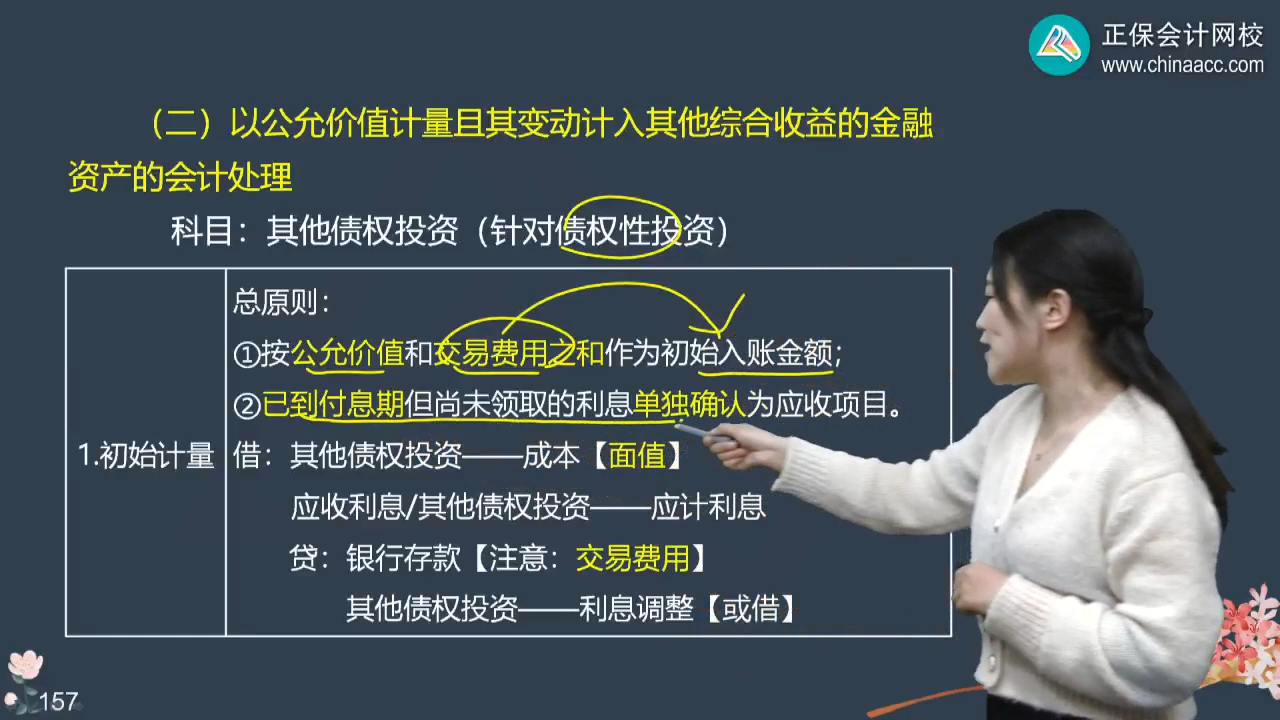 正保会计网校
www.chinaacc.com
（二）以公允价值计量且其变动计入其他综合收益的金融
资产的会计处理
科目：其他债权投资（针对债权性投资）
总原则：
①按公允价值和交易费用之和作为初始入账金额；
②已到付息期但尚未领取的利息单独确认为应收项目。
1.初始计量
借：其他债权投资——成本【面值】
应收利息/其他债权投资——应计利息
贷：银行存款【注意：交易费用】
其他债权投资——利息调整【或借】
157